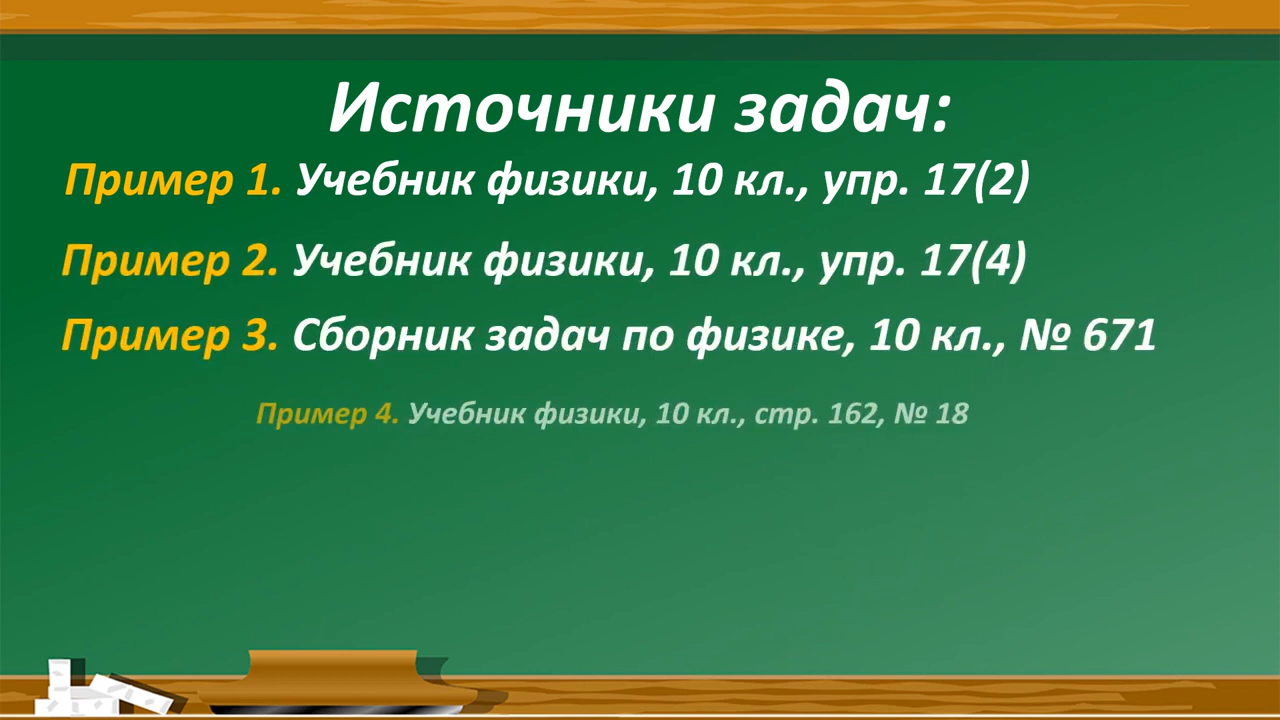 Источники задач:
Пример 1. Учебник физики, 10 кл., упр. 17(2)
Пример 2. Учебник физики, 10 кл., упр. 17(4)
Пример 3. Сборник задач по физике, 10 кл., № 671
Пример 4. Учебник физики, 10 кл., стр. 162, № 18